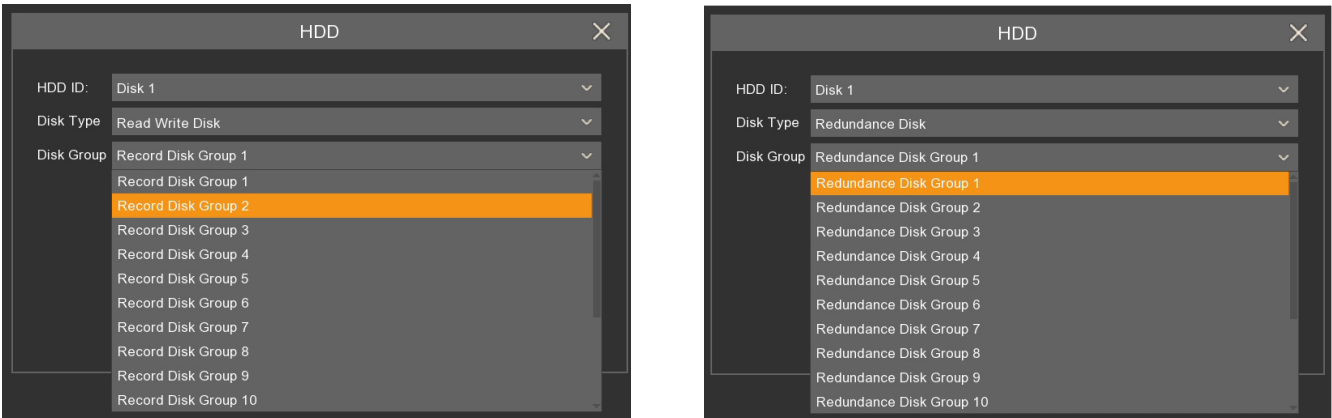 HDD
HDD ID: Disk 1
Disk Type Read Write Disk
Disk Group Record Disk Group 1
Record Disk Group 1
Record Disk Group 2
Record Disk Group 3
Record Disk Group 4
Record Disk Group 5
Record Disk Group 6
Record Disk Group 7
Record Disk Group 8
Record Disk Group 9
Record Disk Group 10
HDD
HDD ID: Disk 1
Disk Type Redundance Disk
Disk Group Redundance Disk Group 1
Redundance Disk Group 1
Redundance Disk Group 2
Redundance Disk Group 3
Redundance Disk Group 4
Redundance Disk Group 5
Redundance Disk Group 6
Redundance Disk Group 7
Redundance Disk Group 8
Redundance Disk Group 9
Redundance Disk Group 10